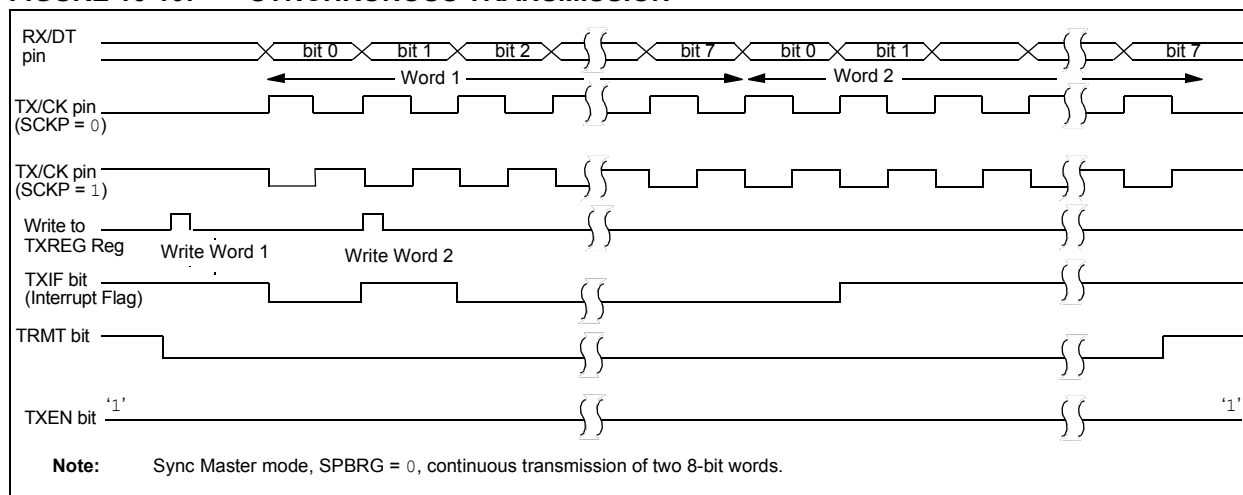 RX/DT
pin
bit 0 bit 1 bit 2 bit 7 bit 0 bit 1 bit 7
Word 1 Word 2
TX/CK pin
(SCKP = 0)
TX/CK pin
(SCKP = 1)
Write to
TXREG Reg
Write Word 1 Write Word 2
TXIF bit
(Interrupt Flag)
TRMT bit
TXEN bit
'1' '1'
Note: Sync Master mode, SPBRG = 0, continuous transmission of two 8-bit words.